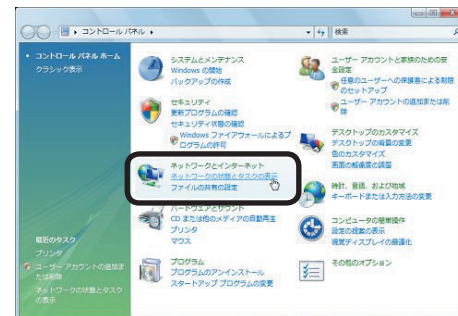 コントロール パネル
検索
コントロール パネル ホーム
クラシック表示
システムとメンテナンス
Windows の開始
バックアップの作成
セキュリティ
更新プログラムの確認
セキュリティ状態の確認
Windows ファイアウォールによるプ
ログラムの許可
ネットワークとインターネット
ネットワークの状態とタスクの表示
ファイルの共有の設定
ハードウェアとサウンド
CD または他のメディアの自動再生
プリンタ
マウス
プログラム
プログラムのアンインストール
スタートアップ プログラムの変更
ユーザー アカウントと家族のための安
全設定
任意のユーザーへの保護者による制限
のセットアップ
ユーザー アカウントの追加または削
除
デスクトップのカスタマイズ
デスクトップの背景の変更
色のカスタマイズ
画面の解像度の調整
時計、言語、および地域
キーボードまたは入力方法の変更
コンピュータの簡単操作
設定の提案の表示
視覚ディスプレイの最適化
その他のオプション
最近のタスク
プリンタ
ユーザー アカウントの追加ま
たは削除
ネットワークの状態とタスク
の表示